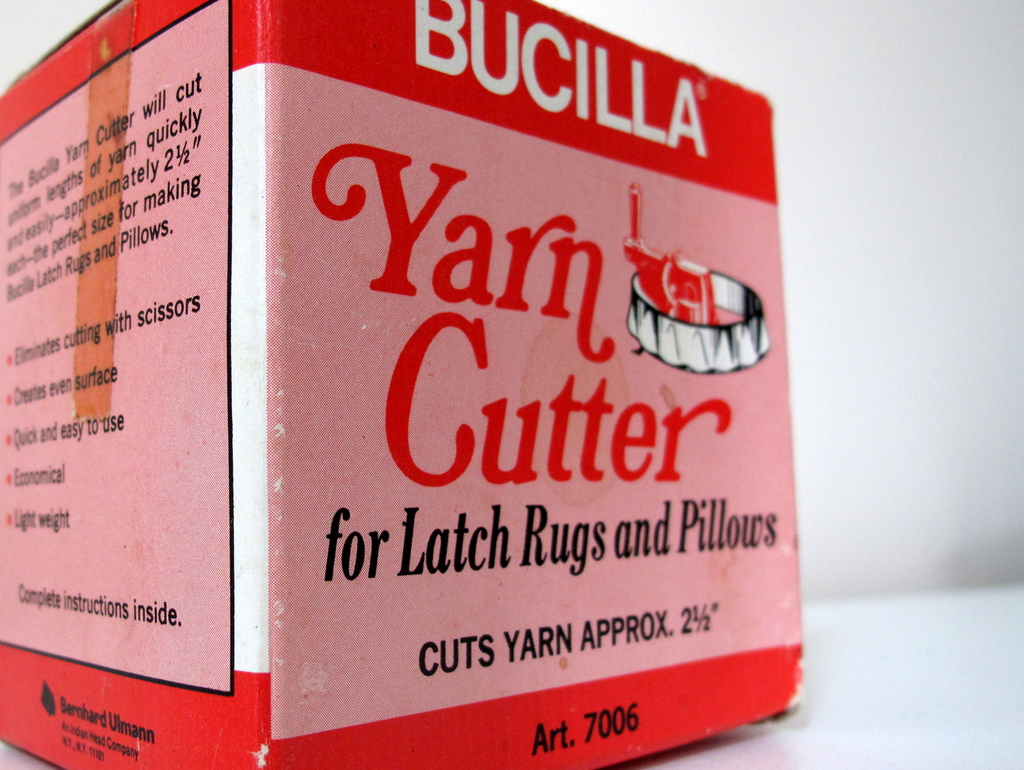 The Bucilla Yarn Cutter will cut
uniform lengths of yarn quickly
and easily—approximately 2½"
each—the perfect size for making
Bucilla Latch Rugs and Pillows.
• Eliminates cutting with scissors
• Creates even surface
• Quick and easy to use
• Economical
• Light weight
Complete instructions inside.
Bernhard Ulmann
An Indian Head Company
N.Y., N.Y. 11101
BUCILLA®
Yarn
Cutter
for Latch Rugs and Pillows
CUTS YARN APPROX. 2½"
Art. 7006